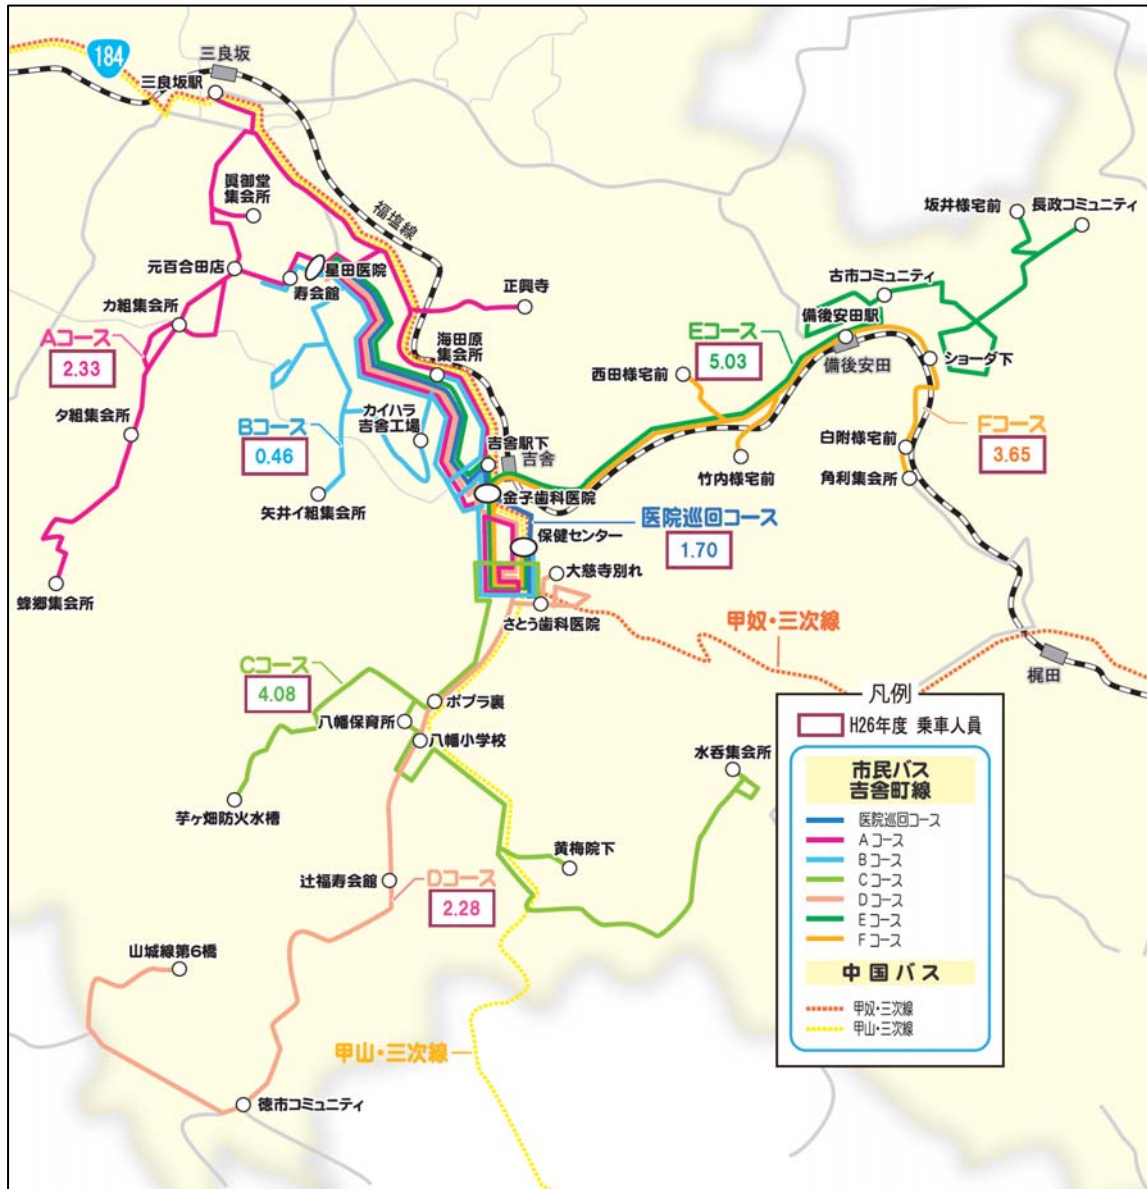 184
三良坂
三良坂駅
眞御堂
集会所
福塩線
坂井様宅前
長政コミュニティ
元百合田店
星田医院
寿会館
正興寺
古市コミュニティ
カ組集会所
備後安田駅
Aコース
2.33
海田原
集会所
Eコース
5.03
備後安田
ショーダ下
西田様宅前
タ組集会所
Bコース
0.46
カイハラ
吉舎工場
吉舎駅下
吉舎
Fコース
3.65
白附様宅前
竹内様宅前
角利集会所
矢井イ組集会所
金子歯科医院
医院巡回コース
1.70
保健センター
大慈寺別れ
蜂郷集会所
さとう歯科医院
甲奴・三次線
梶田
Cコース
4.08
ポプラ裏
八幡保育所
八幡小学校
水呑集会所
芋ヶ畑防火水槽
黄梅院下
辻福寿会館
Dコース
2.28
山城線第6橋
甲山・三次線
徳市コミュニティ
凡例
H26年度 乗車人員
市民バス
吉舎町線
医院巡回コース
Aコース
Bコース
Cコース
Dコース
Eコース
Fコース
中国バス
甲奴・三次線
甲山・三次線